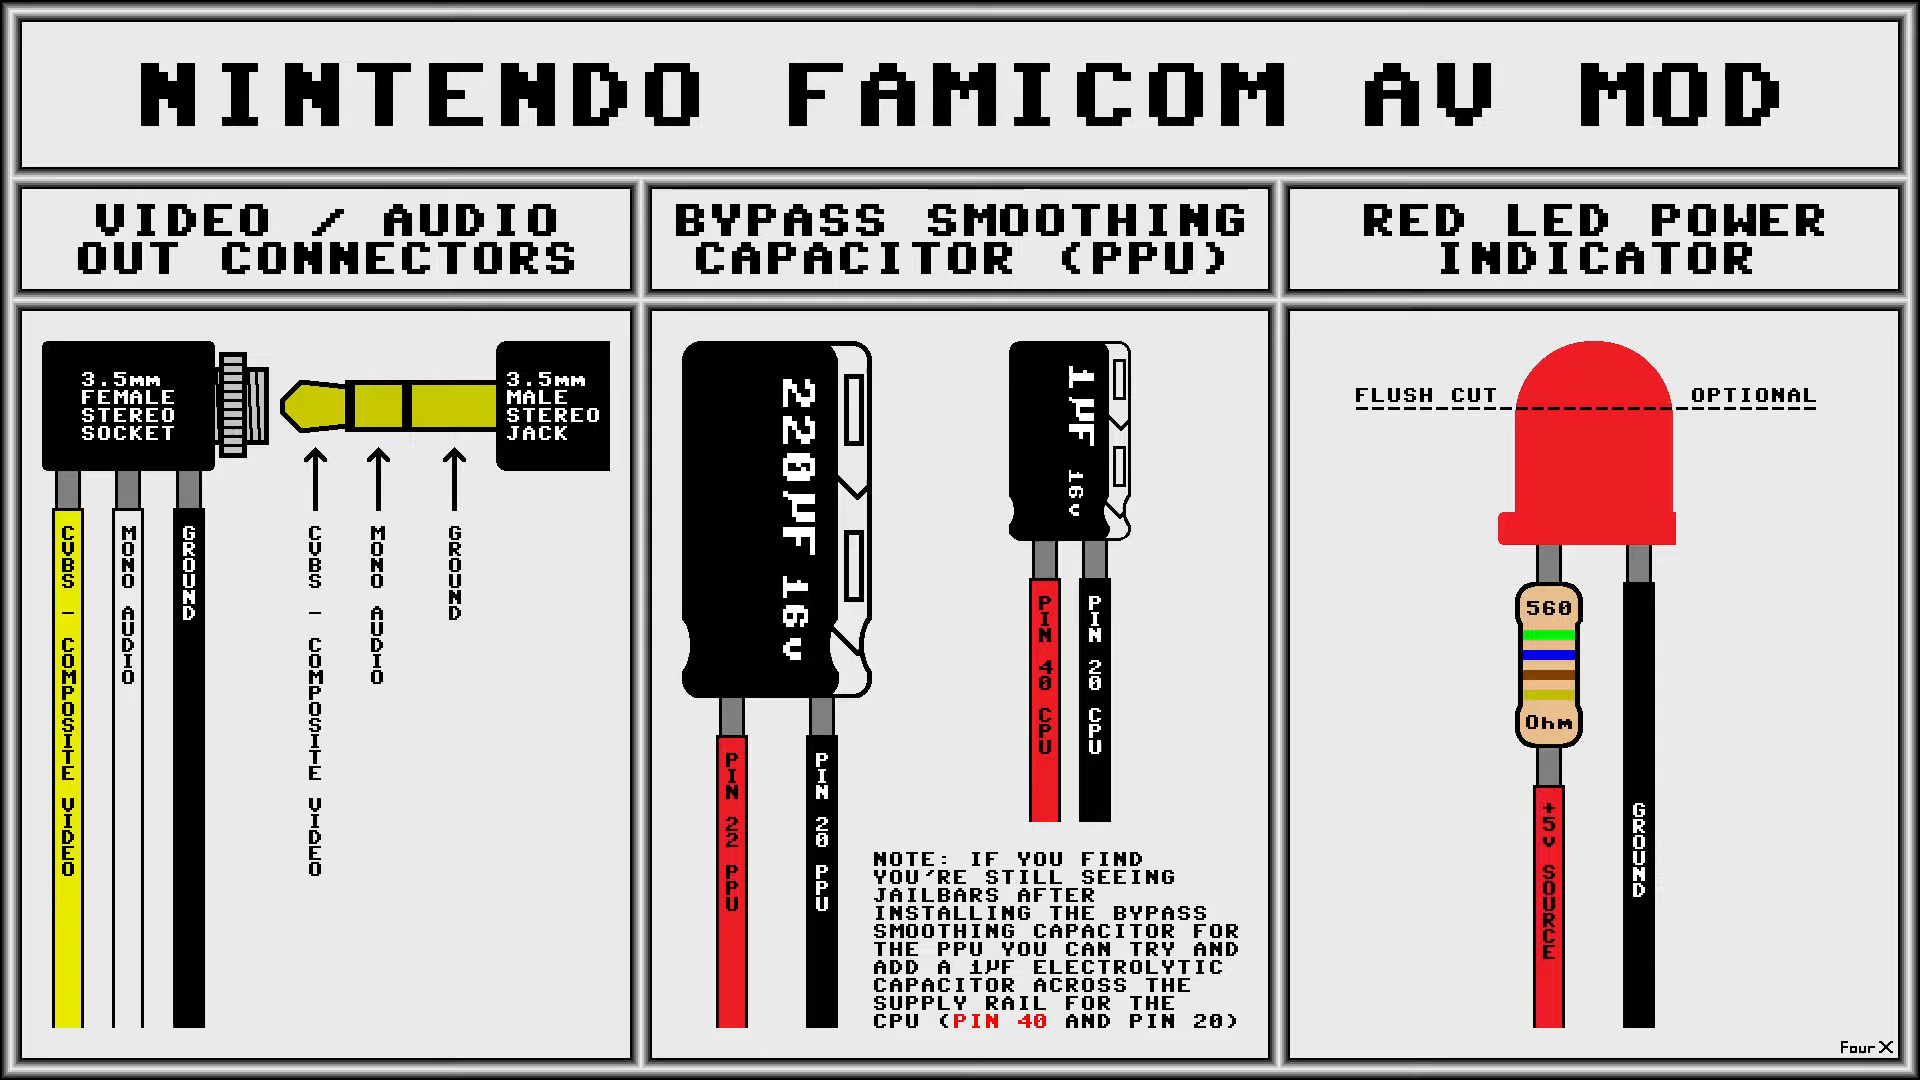 NINTENDO FAMICOM AV MOD
VIDEO / AUDIO
OUT CONNECTORS
BYPASS SMOOTHING
CAPACITOR (PPU)
RED LED POWER
INDICATOR
3.5mm
FEMALE
STEREO
SOCKET
3.5mm
MALE
STEREO
JACK
CVBS - COMPOSITE VIDEO
MONO AUDIO
GROUND
CVBS - COMPOSITE VIDEO
MONO AUDIO
GROUND
220µF 16v
PIN 22 PPU
PIN 20 PPU
1µF 16v
PIN 40 CPU
PIN 20 CPU
NOTE: IF YOU FIND
YOU'RE STILL SEEING
JAILBARS AFTER
INSTALLING THE BYPASS
SMOOTHING CAPACITOR FOR
THE PPU YOU CAN TRY AND
ADD A 1µF ELECTROLYTIC
CAPACITOR ACROSS THE
SUPPLY RAIL FOR THE
CPU (PIN 40 AND PIN 20)
FLUSH CUT
OPTIONAL
560
Ohm
+5v SOURCE
GROUND
Four X